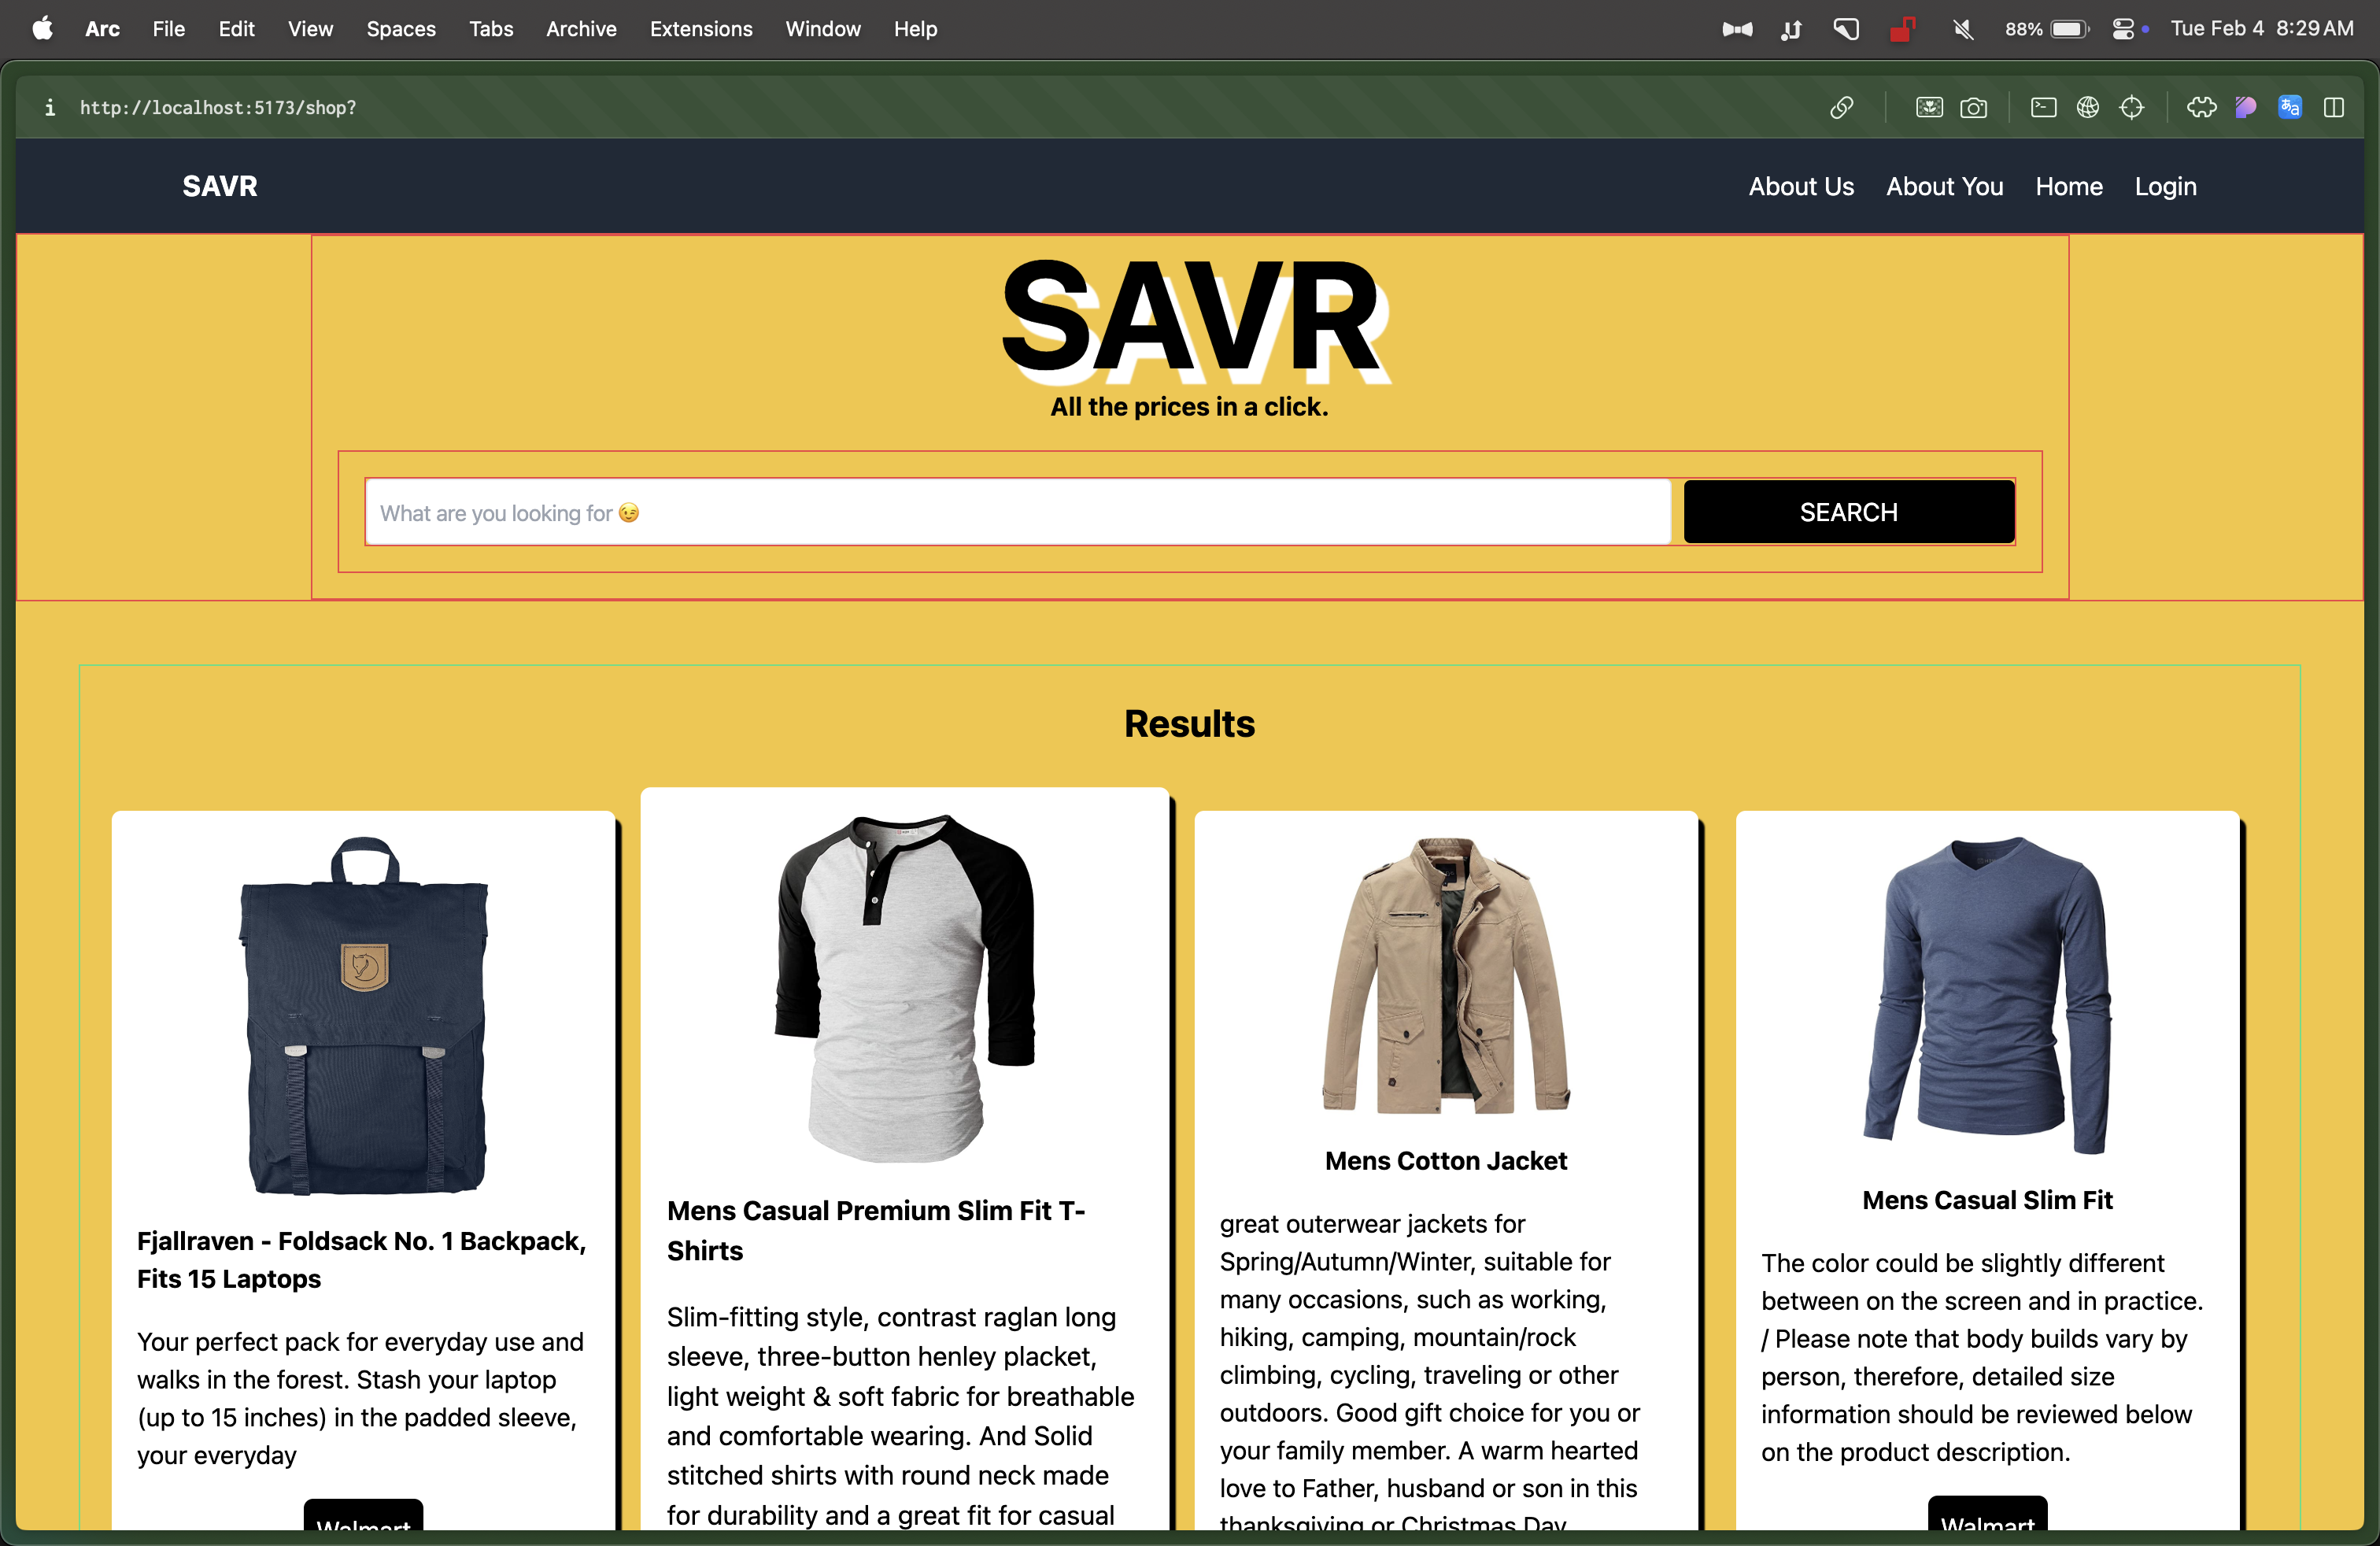 Arc File Edit View Spaces Tabs Archive Extensions Window Help 88% Tue Feb 4 8:29 AM
http://localhost:5173/shop?
SAVR About Us About You Home Login
SAVR
All the prices in a click.
What are you looking for 😉 SEARCH
Results
Fjallraven - Foldsack No. 1 Backpack,
Fits 15 Laptops
Your perfect pack for everyday use and
walks in the forest. Stash your laptop
(up to 15 inches) in the padded sleeve,
your everyday
Walmart
Mens Casual Premium Slim Fit T-
Shirts
Slim-fitting style, contrast raglan long
sleeve, three-button henley placket,
light weight & soft fabric for breathable
and comfortable wearing. And Solid
stitched shirts with round neck made
for durability and a great fit for casual
Mens Cotton Jacket
great outerwear jackets for
Spring/Autumn/Winter, suitable for
many occasions, such as working,
hiking, camping, mountain/rock
climbing, cycling, traveling or other
outdoors. Good gift choice for you or
your family member. A warm hearted
love to Father, husband or son in this
thanksgiving or Christmas Day.
Mens Casual Slim Fit
The color could be slightly different
between on the screen and in practice.
/ Please note that body builds vary by
person, therefore, detailed size
information should be reviewed below
on the product description.
Walmart